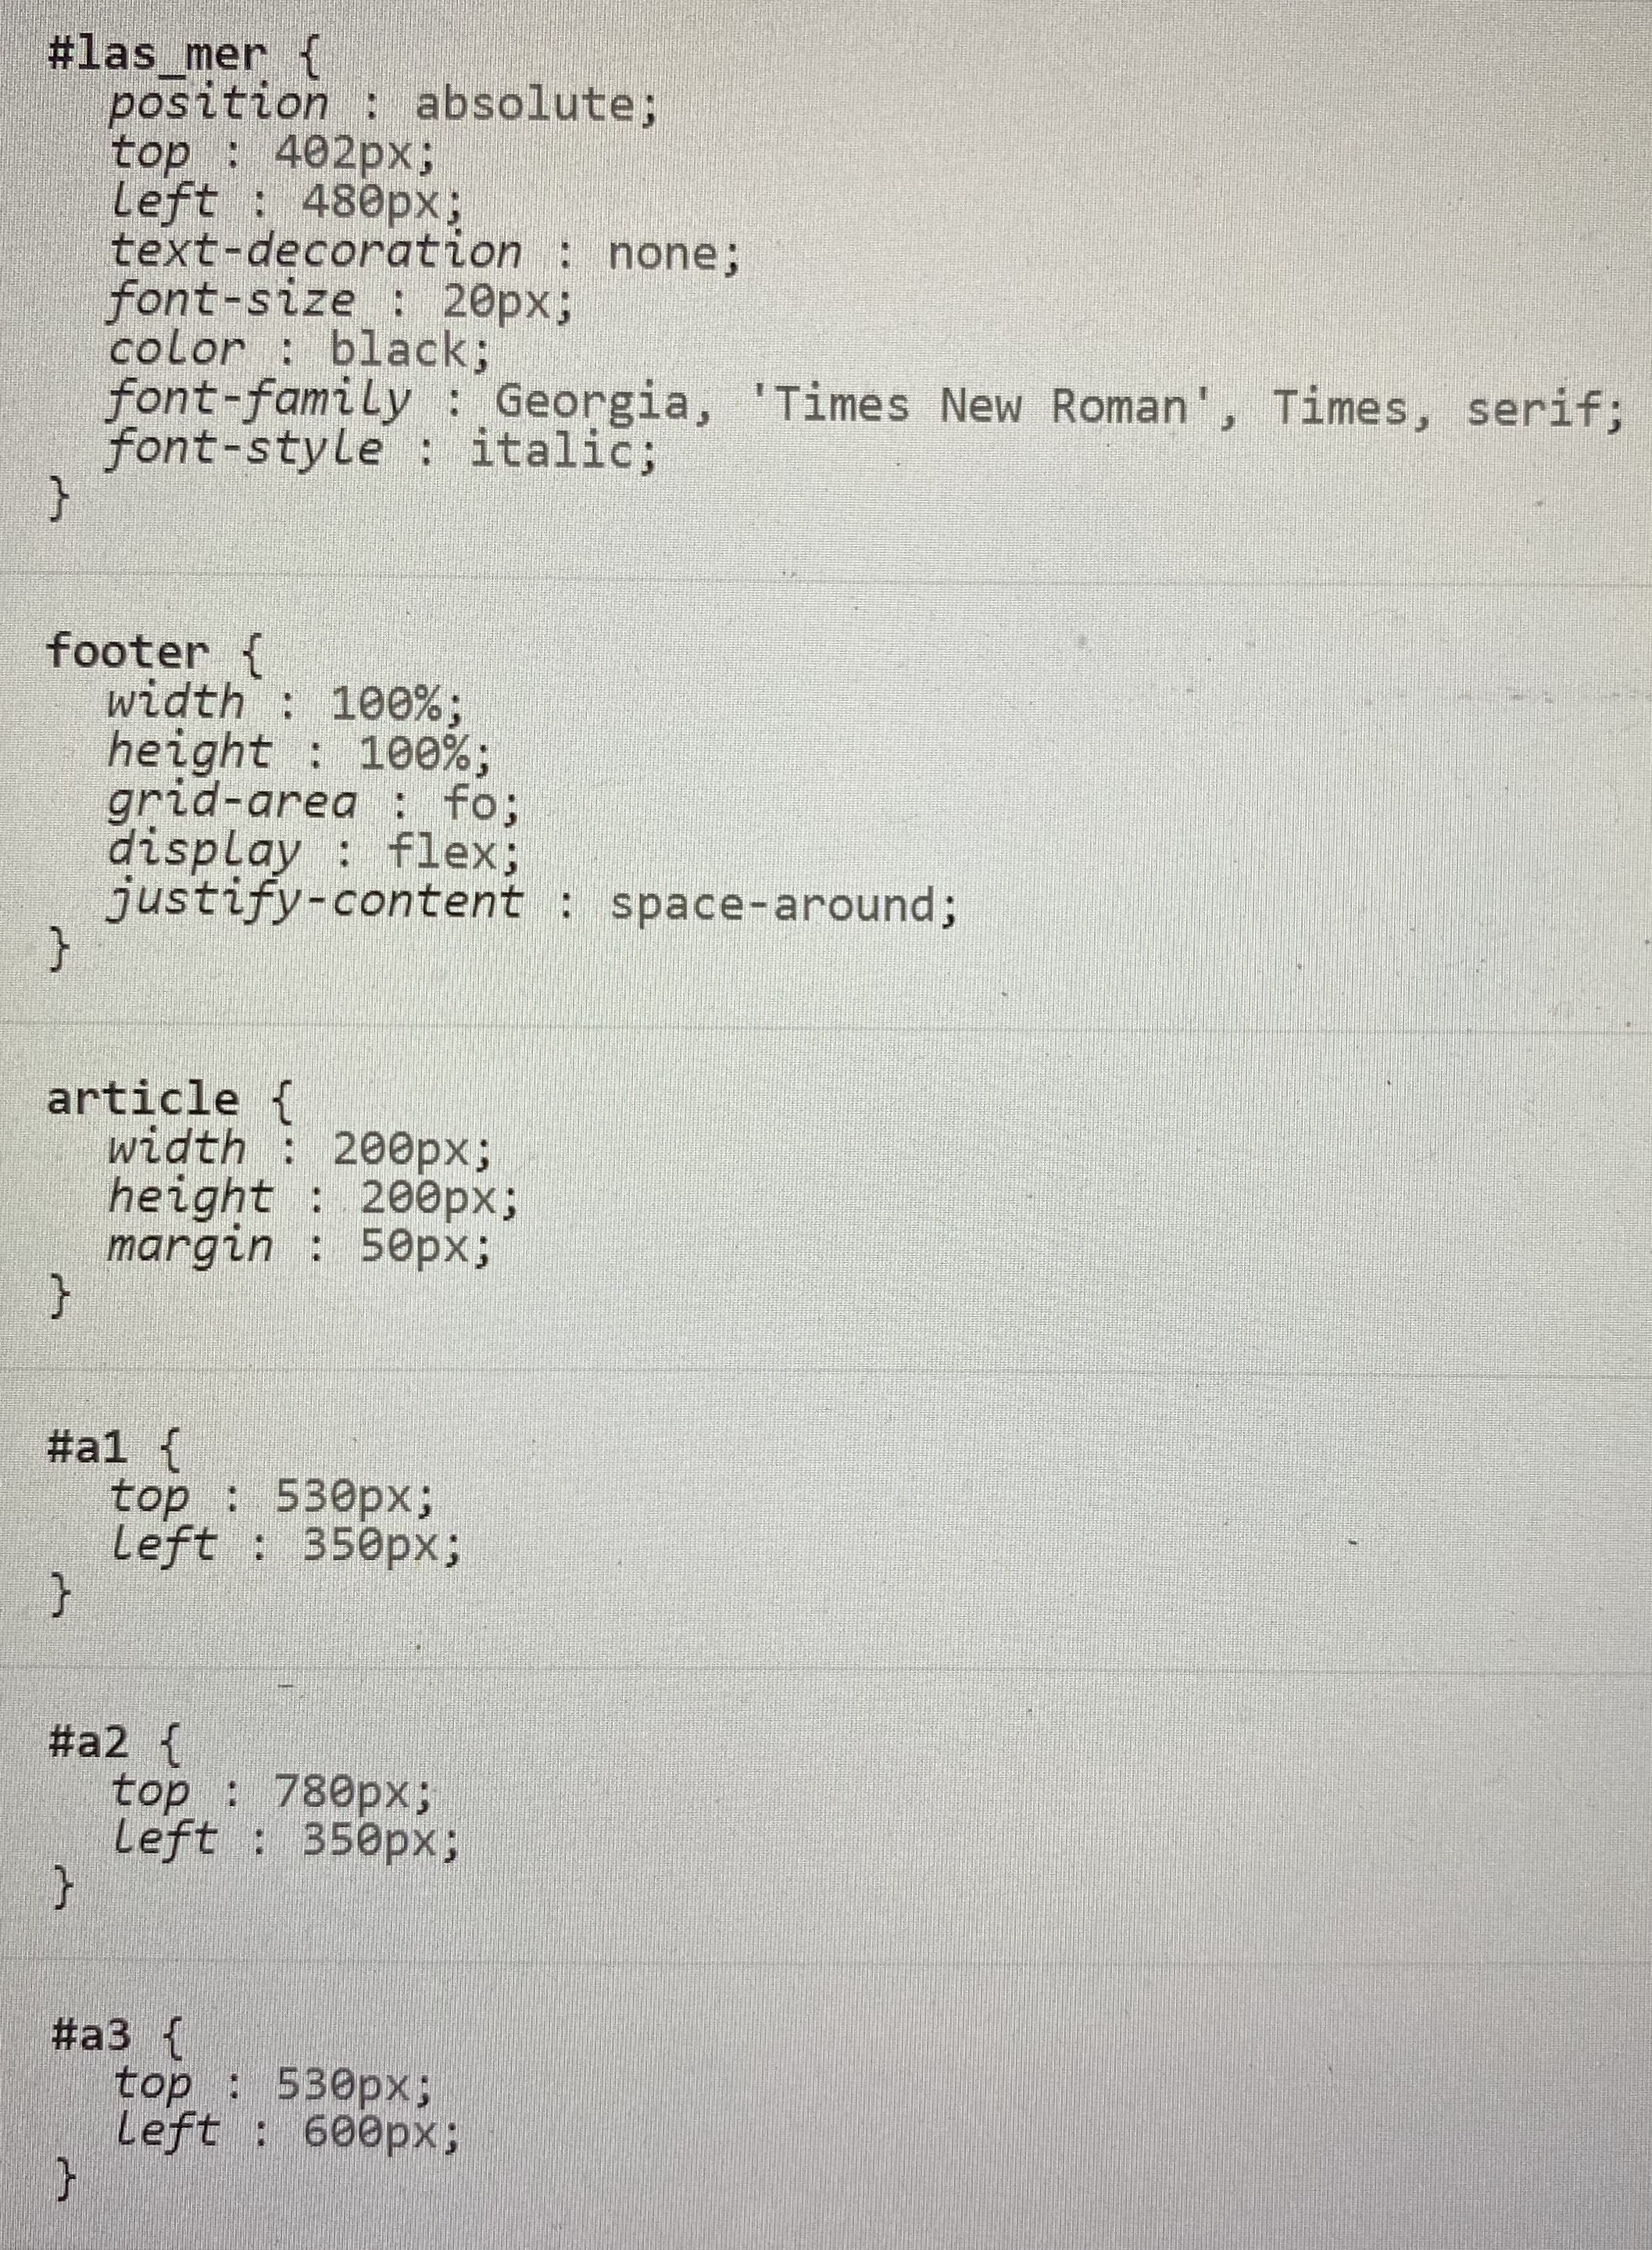 #las_mer {
position : absolute;
top : 402px;
left : 480px;
text-decoration : none;
font-size : 20px;
color : black;
font-family : Georgia, 'Times New Roman', Times, serif;
font-style : italic;
}
footer {
width : 100%;
height : 100%;
grid-area : fo;
display : flex;
justify-content : space-around;
}
article {
width : 200px;
height : 200px;
margin : 50px;
}
#a1 {
top : 530px;
left : 350px;
}
#a2 {
top : 780px;
left : 350px;
}
#a3 {
top : 530px;
left : 600px;
}